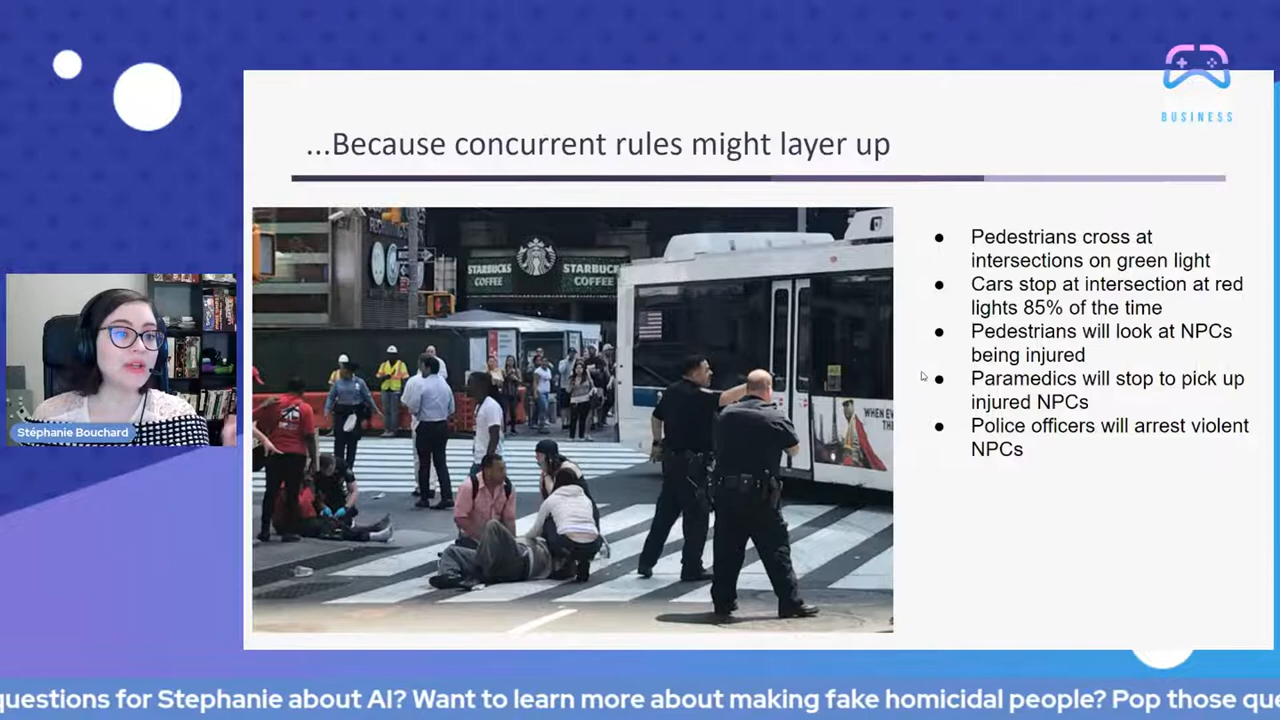 BUSINESS
...Because concurrent rules might layer up
STARBUCKS
COFFEE
STARBUCKS
COFFEE
WHEN EV
● Pedestrians cross at
intersections on green light
● Cars stop at intersection at red
lights 85% of the time
● Pedestrians will look at NPCs
being injured
● Paramedics will stop to pick up
injured NPCs
● Police officers will arrest violent
NPCs
Stéphanie Bouchard
questions for Stephanie about AI? Want to learn more about making fake homicidal people? Pop those que